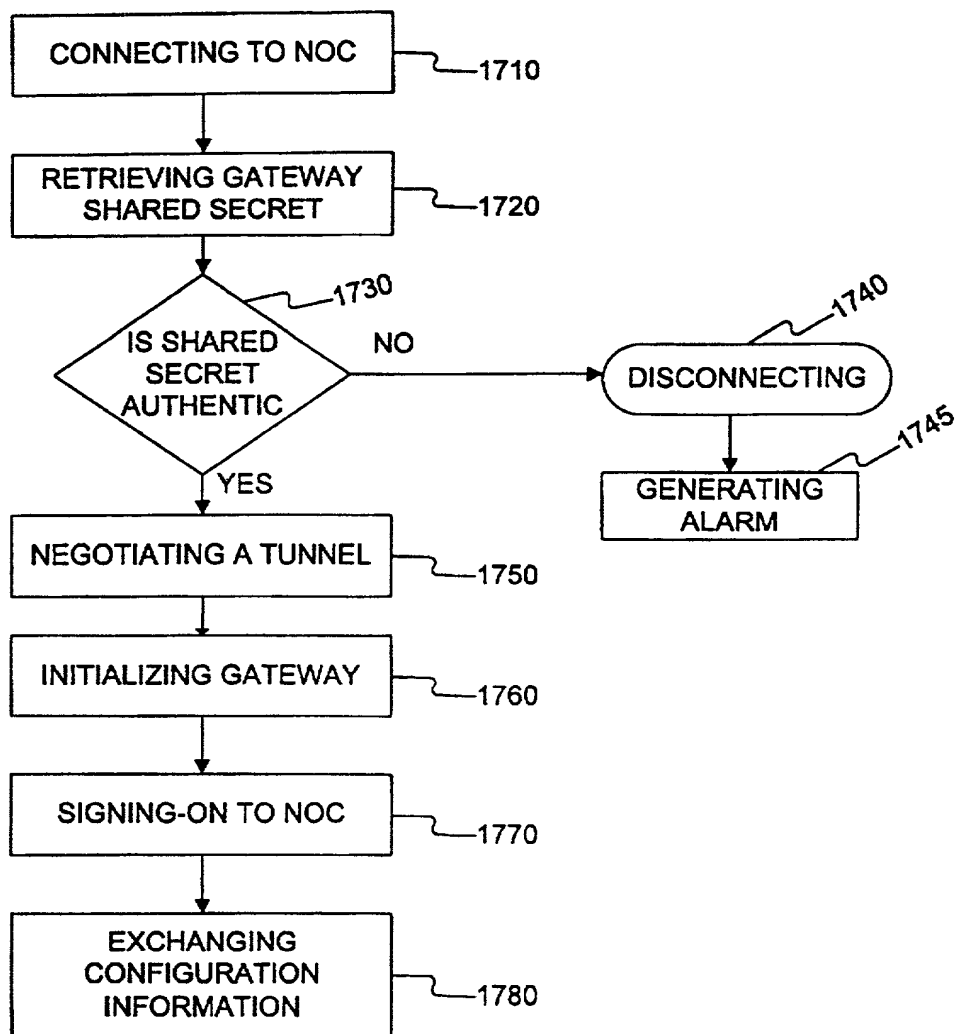 CONNECTING TO NOC
1710
RETRIEVING GATEWAY
SHARED SECRET
1720
1730
IS SHARED
SECRET
AUTHENTIC
NO
1740
DISCONNECTING
1745
GENERATING
ALARM
YES
NEGOTIATING A TUNNEL
1750
INITIALIZING GATEWAY
1760
SIGNING-ON TO NOC
1770
EXCHANGING
CONFIGURATION
INFORMATION
1780